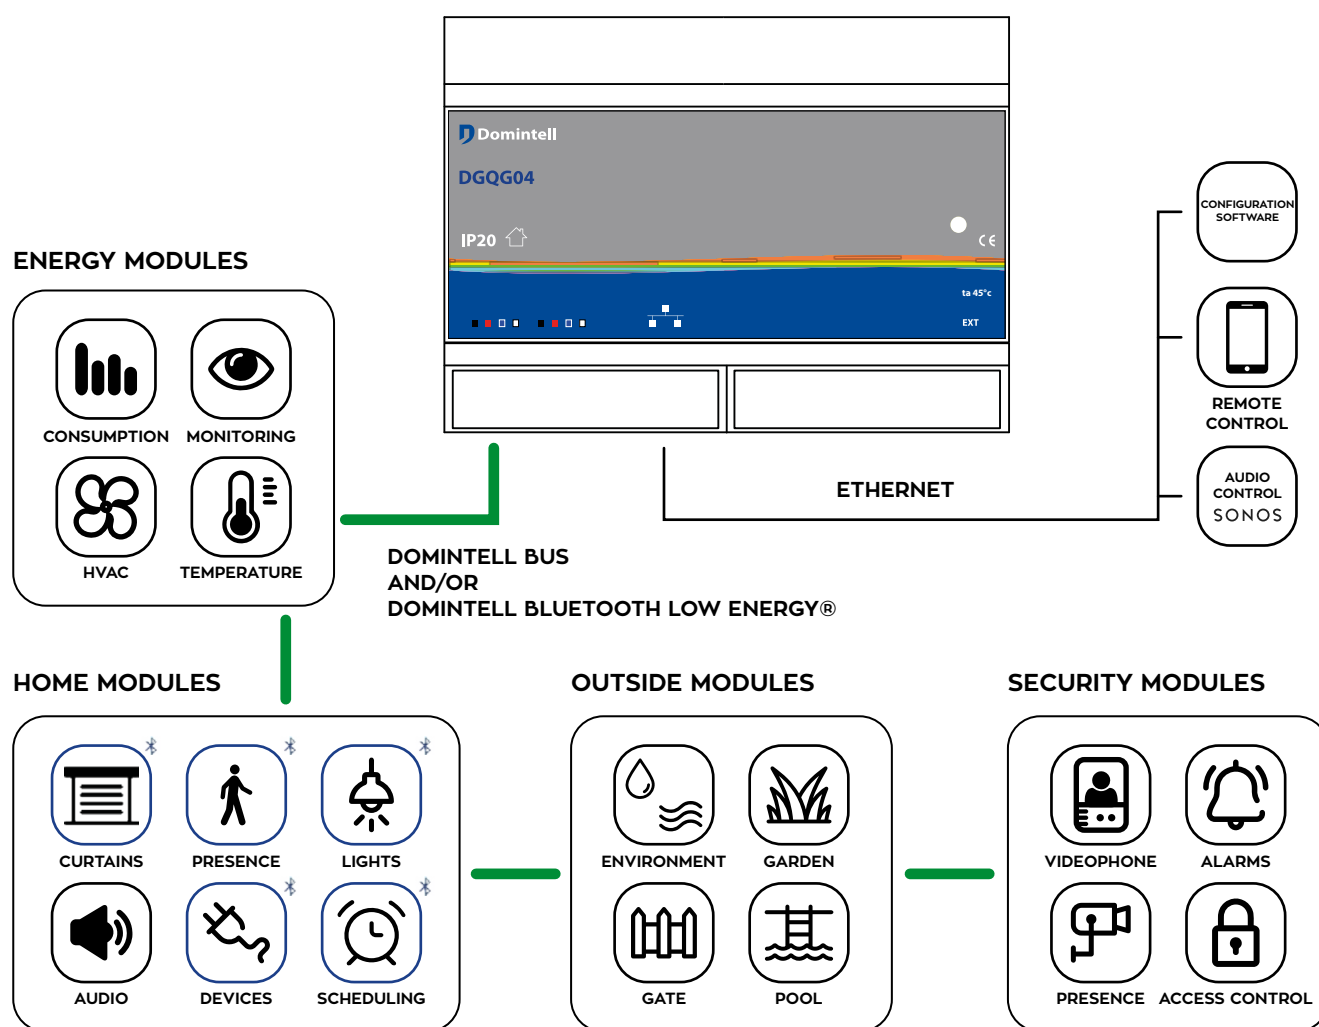 Domintell
DGQG04
IP20
CE
ta 45°c
EXT
CONFIGURATION
SOFTWARE
REMOTE
CONTROL
AUDIO
CONTROL
SONOS
ETHERNET
DOMINTELL BUS
AND/OR
DOMINTELL BLUETOOTH LOW ENERGY®
ENERGY MODULES
CONSUMPTION
MONITORING
HVAC
TEMPERATURE
HOME MODULES
CURTAINS
PRESENCE
LIGHTS
AUDIO
DEVICES
SCHEDULING
OUTSIDE MODULES
ENVIRONMENT
GARDEN
GATE
POOL
SECURITY MODULES
VIDEOPHONE
ALARMS
PRESENCE
ACCESS CONTROL